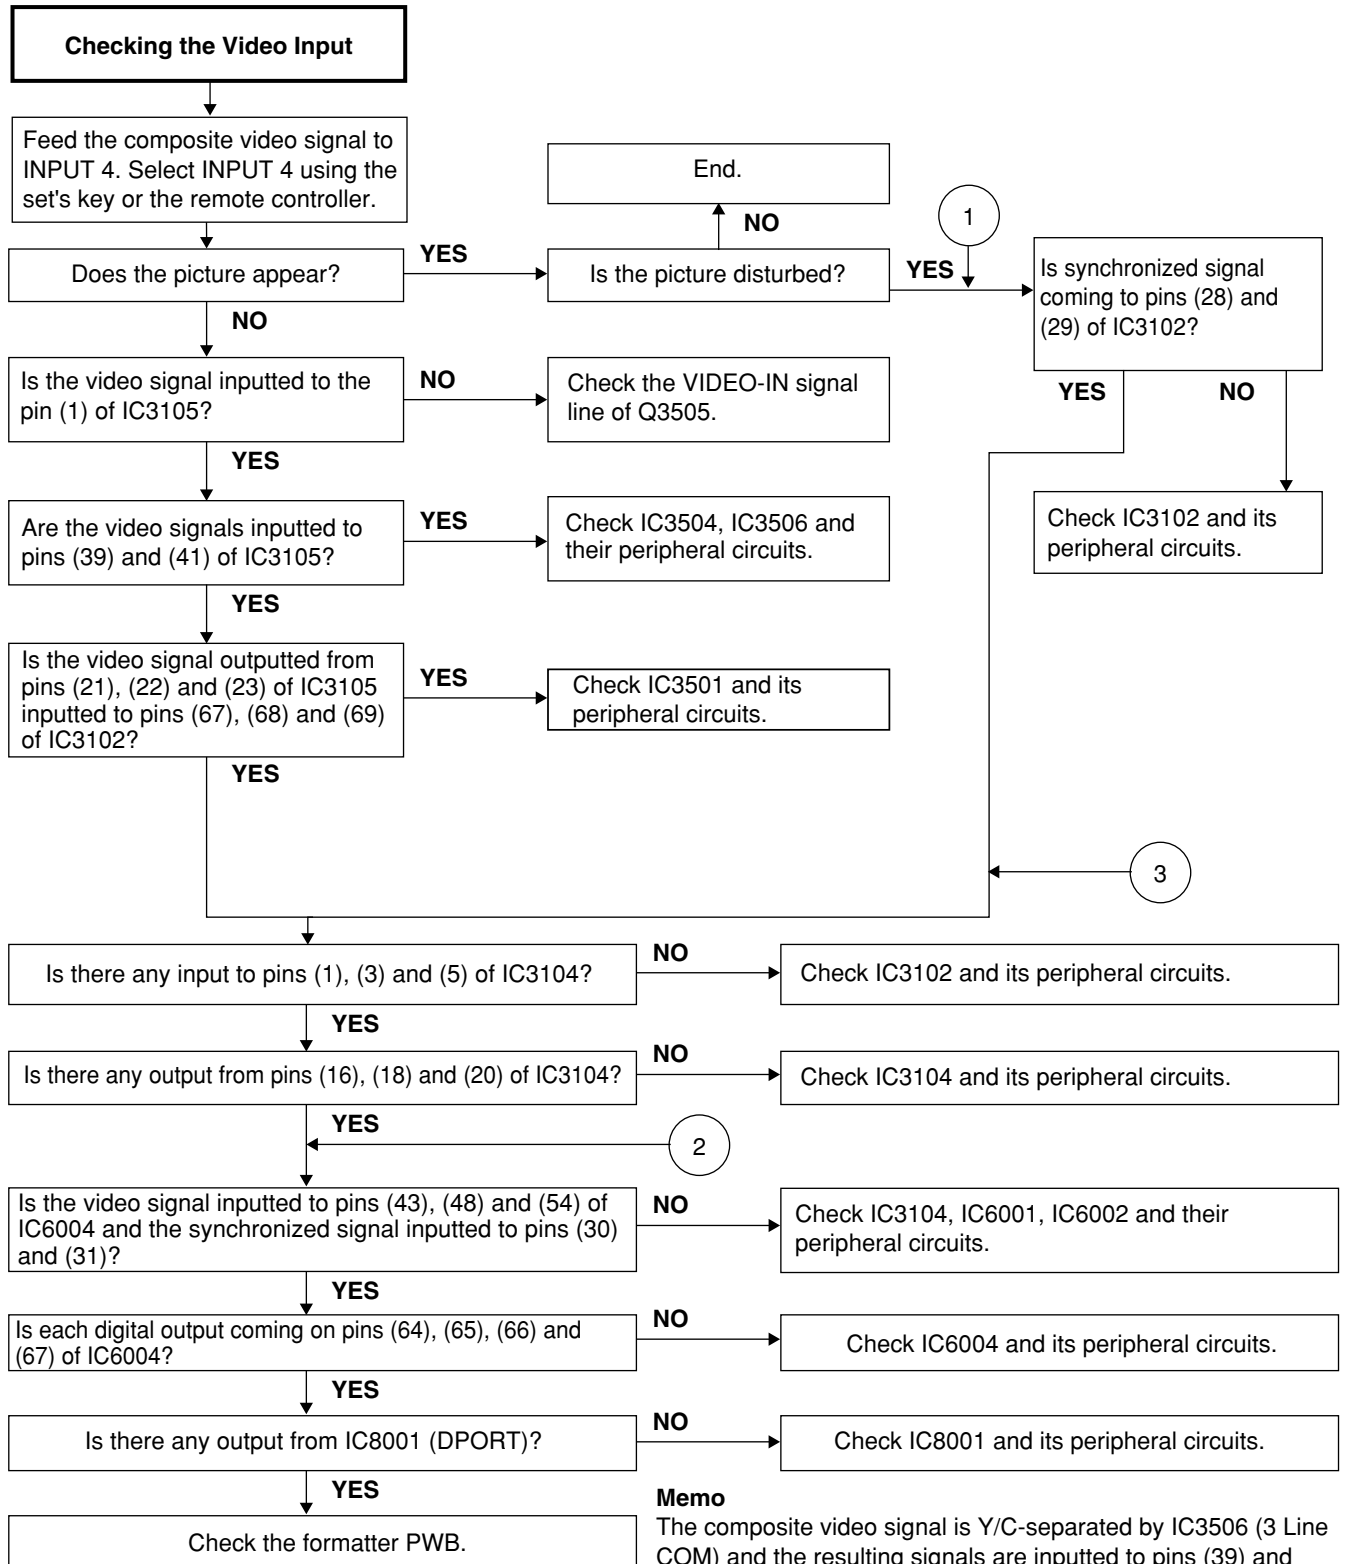 Checking the Video Input
Feed the composite video signal to
INPUT 4. Select INPUT 4 using the
set's key or the remote controller.
End.
NO
1
Does the picture appear?
YES
Is the picture disturbed?
YES
Is synchronized signal
coming to pins (28) and
(29) of IC3102?
NO
YES
NO
Is the video signal inputted to the
pin (1) of IC3105?
NO
Check the VIDEO-IN signal
line of Q3505.
YES
Are the video signals inputted to
pins (39) and (41) of IC3105?
YES
Check IC3504, IC3506 and
their peripheral circuits.
Check IC3102 and its
peripheral circuits.
YES
Is the video signal outputted from
pins (21), (22) and (23) of IC3105
inputted to pins (67), (68) and (69)
of IC3102?
YES
Check IC3501 and its
peripheral circuits.
YES
3
Is there any input to pins (1), (3) and (5) of IC3104?
NO
Check IC3102 and its peripheral circuits.
YES
Is there any output from pins (16), (18) and (20) of IC3104?
NO
Check IC3104 and its peripheral circuits.
YES
2
Is the video signal inputted to pins (43), (48) and (54) of
IC6004 and the synchronized signal inputted to pins (30)
and (31)?
NO
Check IC3104, IC6001, IC6002 and their
peripheral circuits.
YES
Is each digital output coming on pins (64), (65), (66) and
(67) of IC6004?
NO
Check IC6004 and its peripheral circuits.
YES
Is there any output from IC8001 (DPORT)?
NO
Check IC8001 and its peripheral circuits.
YES
Check the formatter PWB.
Memo
The composite video signal is Y/C-separated by IC3506 (3 Line
COM) and the resulting signals are inputted to pins (39) and